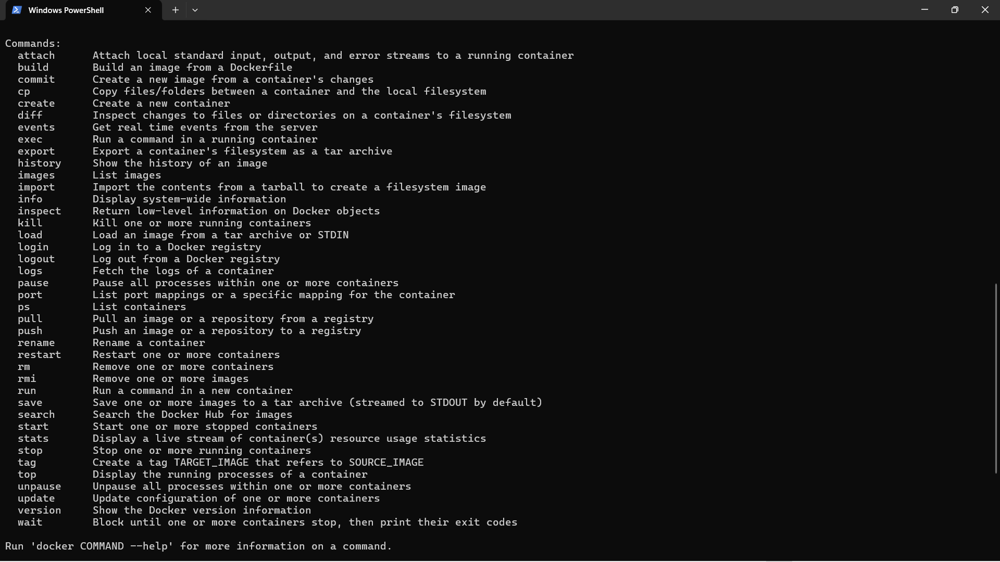 Windows PowerShell
Commands:
attach Attach local standard input, output, and error streams to a running container
build Build an image from a Dockerfile
commit Create a new image from a container's changes
cp Copy files/folders between a container and the local filesystem
create Create a new container
diff Inspect changes to files or directories on a container's filesystem
events Get real time events from the server
exec Run a command in a running container
export Export a container's filesystem as a tar archive
history Show the history of an image
images List images
import Import the contents from a tarball to create a filesystem image
info Display system-wide information
inspect Return low-level information on Docker objects
kill Kill one or more running containers
load Load an image from a tar archive or STDIN
login Log in to a Docker registry
logout Log out from a Docker registry
logs Fetch the logs of a container
pause Pause all processes within one or more containers
port List port mappings or a specific mapping for the container
ps List containers
pull Pull an image or a repository from a registry
push Push an image or a repository to a registry
rename Rename a container
restart Restart one or more containers
rm Remove one or more containers
rmi Remove one or more images
run Run a command in a new container
save Save one or more images to a tar archive (streamed to STDOUT by default)
search Search the Docker Hub for images
start Start one or more stopped containers
stats Display a live stream of container(s) resource usage statistics
stop Stop one or more running containers
tag Create a tag TARGET_IMAGE that refers to SOURCE_IMAGE
top Display the running processes of a container
unpause Unpause all processes within one or more containers
update Update configuration of one or more containers
version Show the Docker version information
wait Block until one or more containers stop, then print their exit codes
Run 'docker COMMAND --help' for more information on a command.